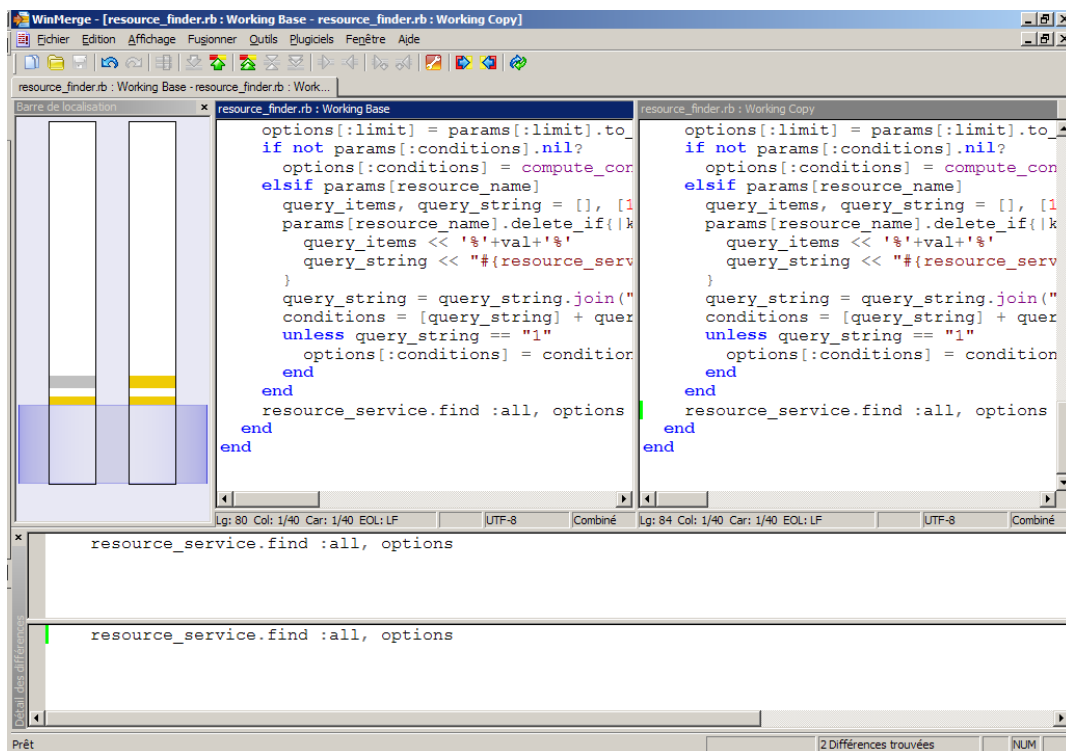 WinMerge - [resource_finder.rb : Working Base - resource_finder.rb : Working Copy]
Fichier Edition Affichage Fusionner Outils Plugiciels Fenêtre Aide
resource_finder.rb : Working Base - resource_finder.rb : Work...
Barre de localisation
resource_finder.rb : Working Base
options[:limit] = params[:limit].to_
if not params[:conditions].nil?
options[:conditions] = compute_con
elsif params[resource_name]
query_items, query_string = [], [1
params[resource_name].delete_if{|k
query_items << '%'+val+'%'
query_string << "#{resource_serv
}
query_string = query_string.join("
conditions = [query_string] + quer
unless query_string == "1"
options[:conditions] = condition
end
end
resource_service.find :all, options
end
end
Lg: 80 Col: 1/40 Car: 1/40 EOL: LF UTF-8 Combiné
resource_finder.rb : Working Copy
options[:limit] = params[:limit].to_
if not params[:conditions].nil?
options[:conditions] = compute_con
elsif params[resource_name]
query_items, query_string = [], [1
params[resource_name].delete_if{|k
query_items << '%'+val+'%'
query_string << "#{resource_serv
}
query_string = query_string.join("
conditions = [query_string] + quer
unless query_string == "1"
options[:conditions] = condition
end
end
resource_service.find :all, options
end
end
Lg: 84 Col: 1/40 Car: 1/40 EOL: LF UTF-8 Combiné
Détail des différences
resource_service.find :all, options
resource_service.find :all, options
Prêt 2 Différences trouvées NUM